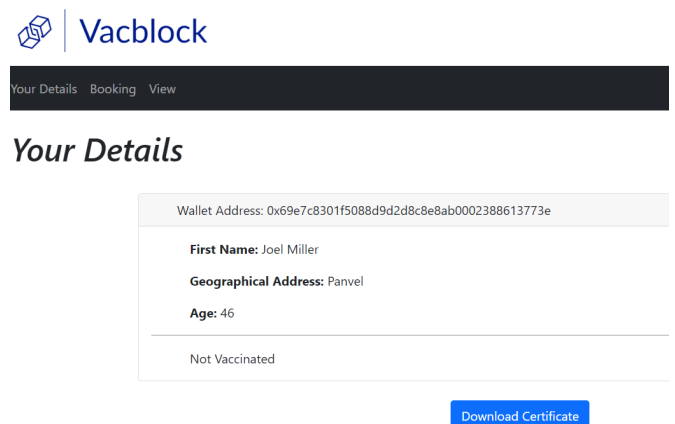 Vacblock
Your Details Booking View
Your Details
Wallet Address: 0x69e7c8301f5088d9d2d8c8e8ab0002388613773e
First Name: Joel Miller
Geographical Address: Panvel
Age: 46
Not Vaccinated
Download Certificate